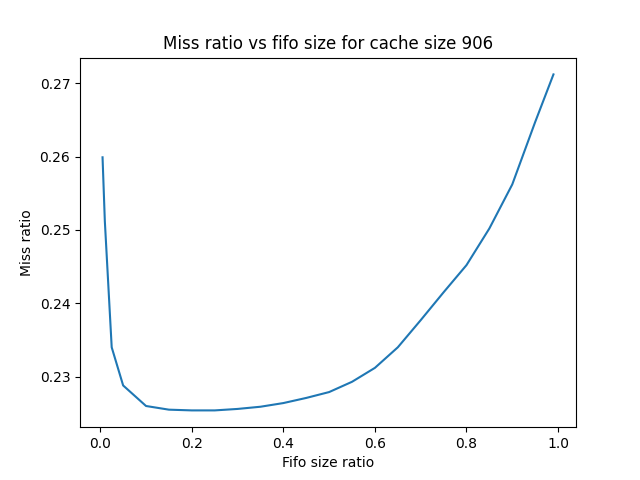 Miss ratio vs fifo size for cache size 906
0.27
0.26
0.25
0.24
0.23
Miss ratio
0.0 0.2 0.4 0.6 0.8 1.0
Fifo size ratio